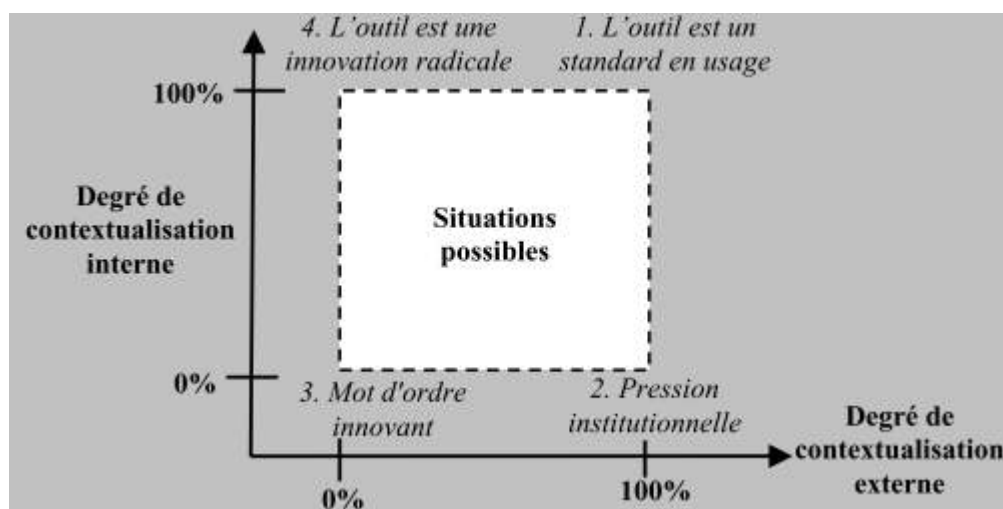 4. L'outil est une
innovation radicale
1. L'outil est un
standard en usage
100%
Degré de
contextualisation
interne
Situations
possibles
0%
3. Mot d'ordre
innovant
2. Pression
institutionnelle
Degré de
contextualisation
externe
0%
100%